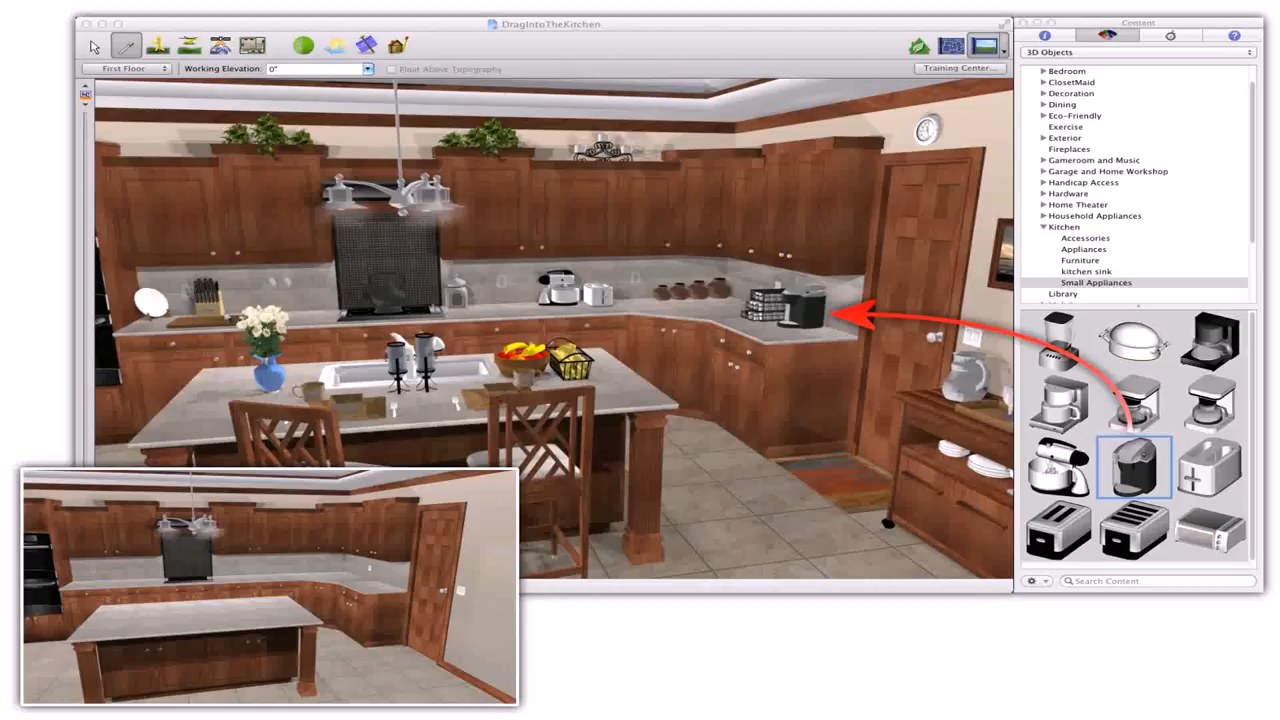 DragIntoTheKitchen
First Floor
Working Elevation:
0"
Float Above Topography
Training Center...
Content
3D Objects
Bedroom
ClosetMaid
Decoration
Dining
Eco-Friendly
Exercise
Exterior
Fireplaces
Gameroom and Music
Garage and Home Workshop
Handicap Access
Hardware
Home Theater
Household Appliances
Kitchen
Accessories
Appliances
Furniture
kitchen sink
Small Appliances
Library
Search Content